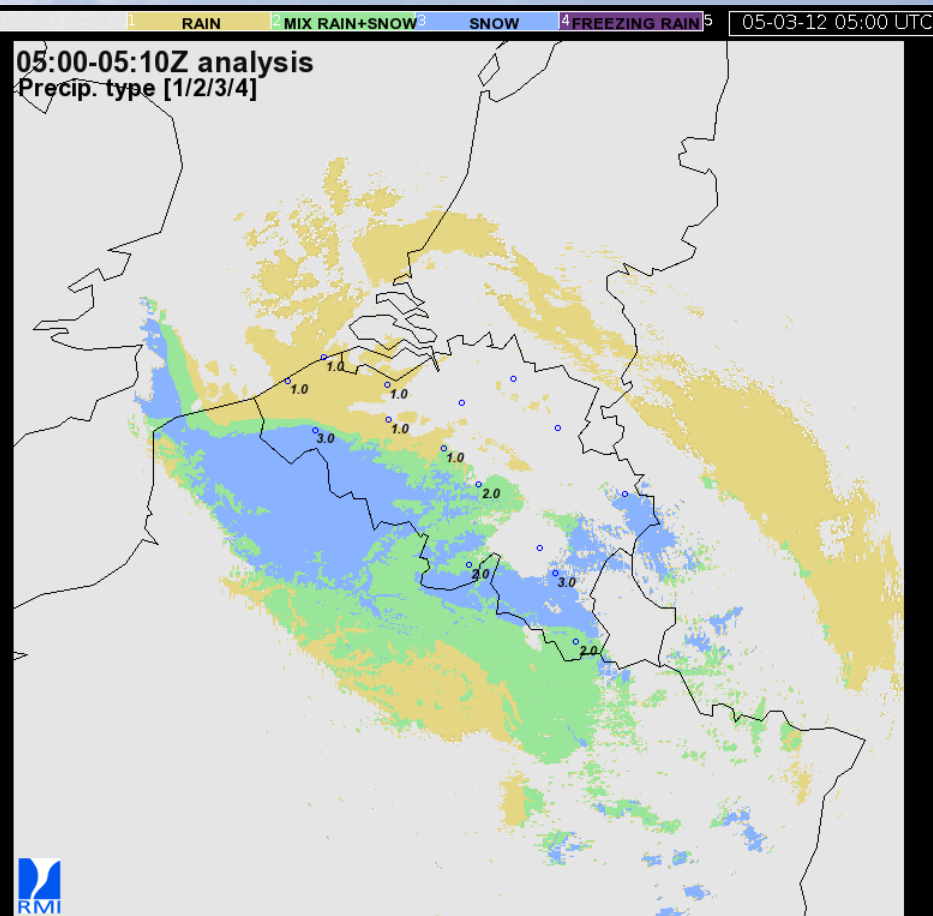 1 RAIN 2 MIX RAIN+SNOW 3 SNOW 4 FREEZING RAIN 5 05-03-12 05:00 UTC
05:00-05:10Z analysis
Precip. type [1/2/3/4]
1.0
1.0
1.0
1.0
3.0
1.0
2.0
2.0
3.0
2.0
RMI